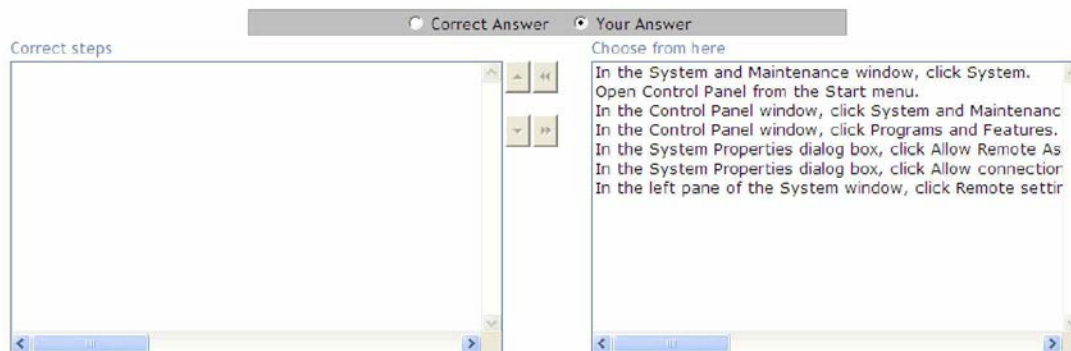 Correct Answer Your Answer
Correct steps
Choose from here
In the System and Maintenance window, click System.
Open Control Panel from the Start menu.
In the Control Panel window, click System and Maintenanc
In the Control Panel window, click Programs and Features.
In the System Properties dialog box, click Allow Remote As
In the System Properties dialog box, click Allow connection
In the left pane of the System window, click Remote settin